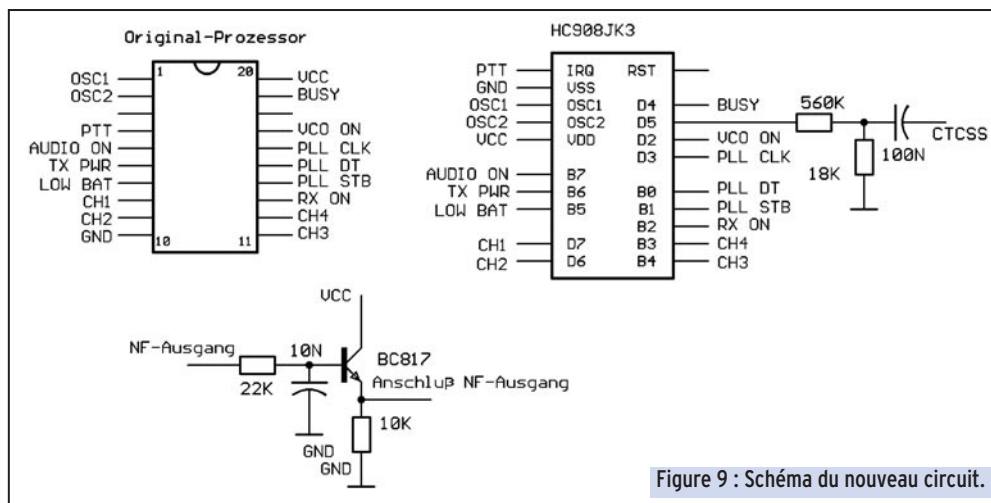 Original-Prozessor
1 20
OSC1 VCC
OSC2 BUSY
PTT VCO ON
AUDIO ON PLL CLK
TX PWR PLL DT
LOW BAT PLL STB
CH1 RX ON
CH2 CH4
GND CH3
10 11
HC908JK3
PTT IRQ RST
GND VSS
OSC1 OSC1 D4 BUSY
OSC2 OSC2 D5
VCC VDD D2 VCO ON
D3 PLL CLK
AUDIO ON B7
TX PWR B6 B0 PLL DT
LOW BAT B5 B1 PLL STB
B2 RX ON
CH1 D7 B3 CH4
CH2 D6 B4 CH3
560K
100N
CTCSS
18K
VCC
NF-Ausgang
10N
BC817
22K
Anschluß NF-Ausgang
10K
GND
GND
Figure 9 : Schéma du nouveau circuit.